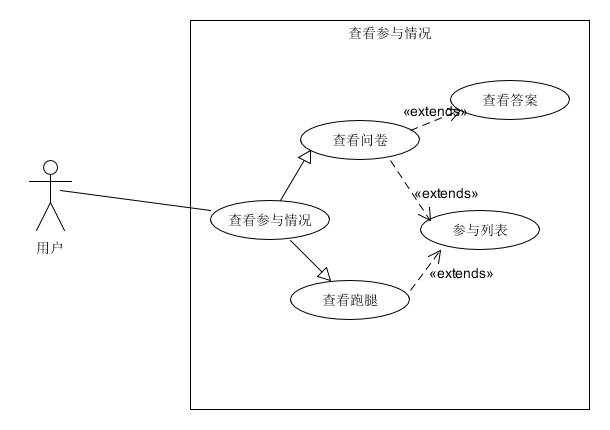 查看参与情况
«extends»
查看答案
查看问卷
«extends»
用户
查看参与情况
参与列表
«extends»
查看跑腿